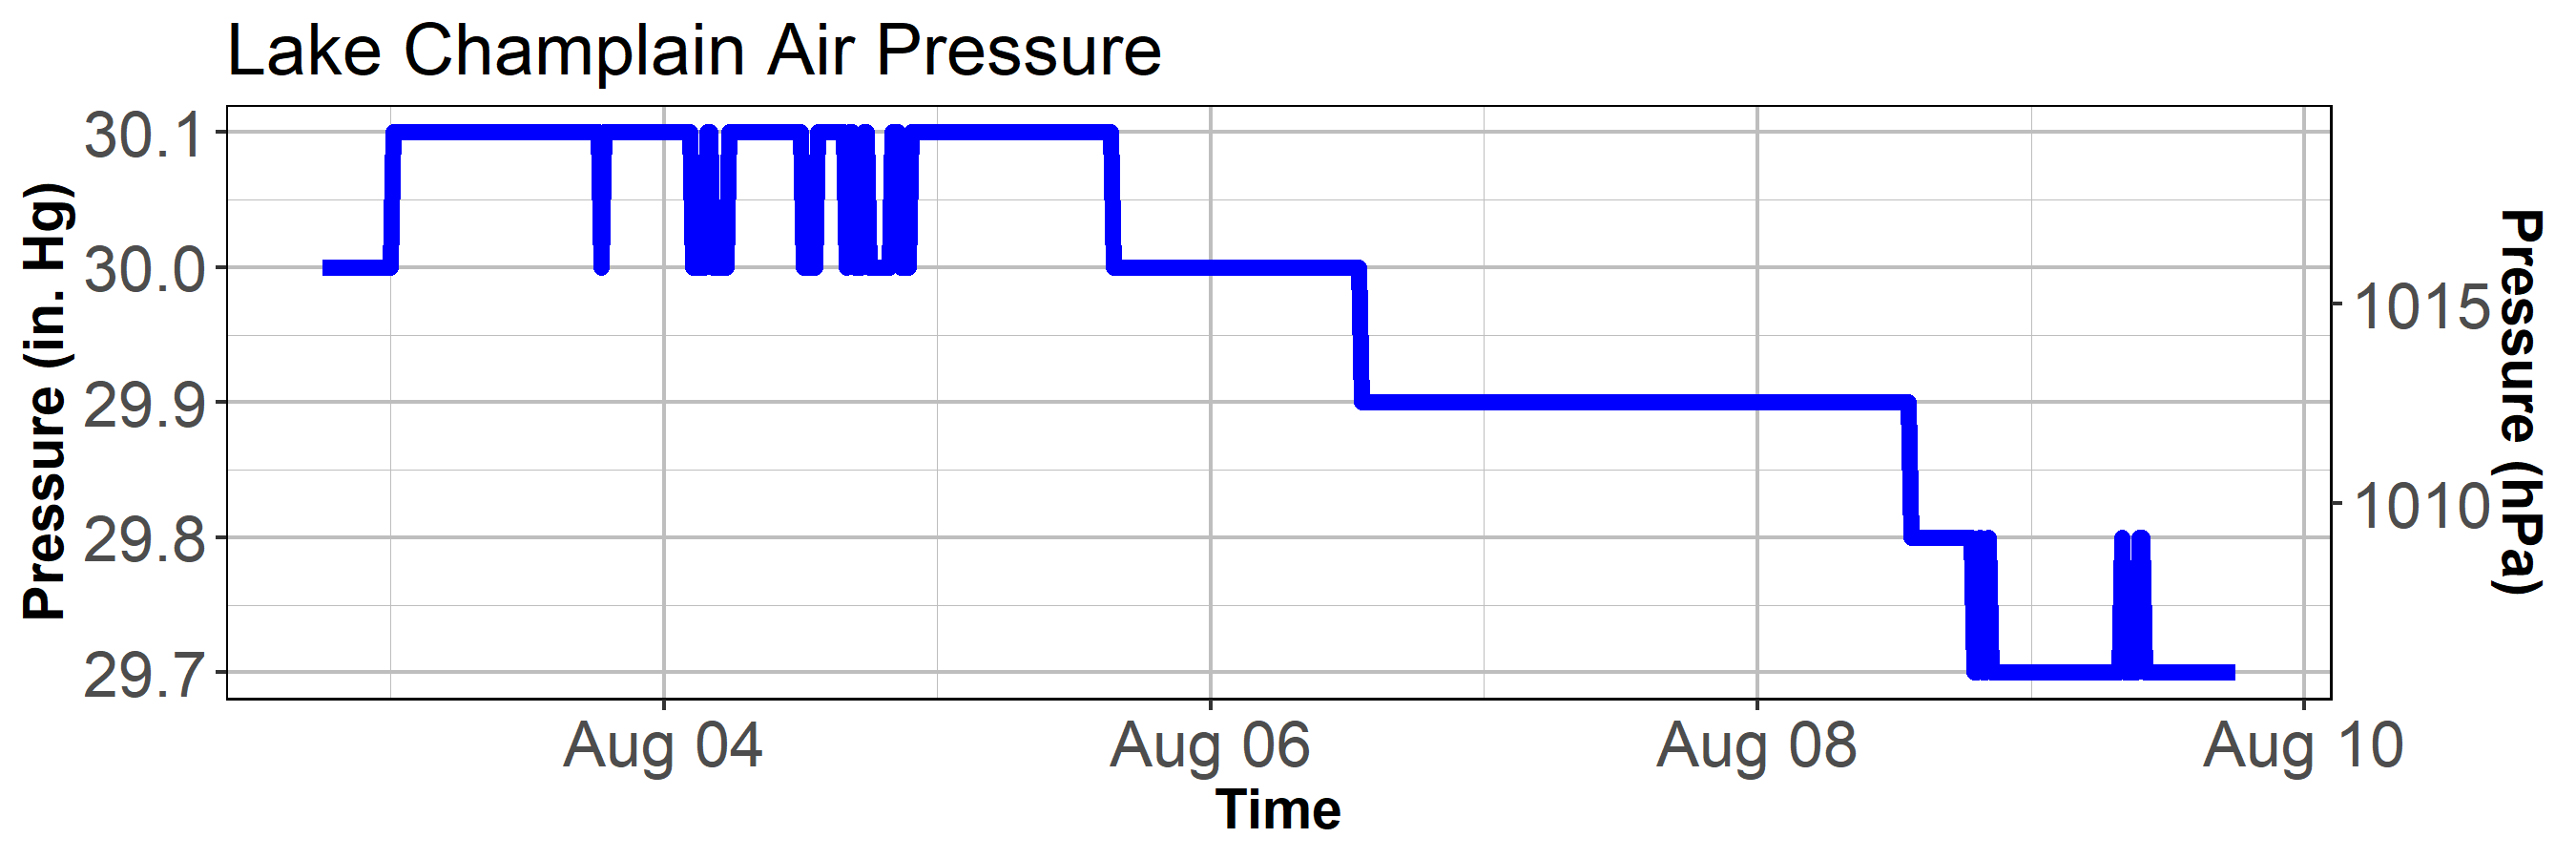 Lake Champlain Air Pressure
30.1
30.0
29.9
29.8
29.7
Pressure (in. Hg)
1015
1010
Pressure (hPa)
Aug 04 Aug 06 Aug 08 Aug 10
Time